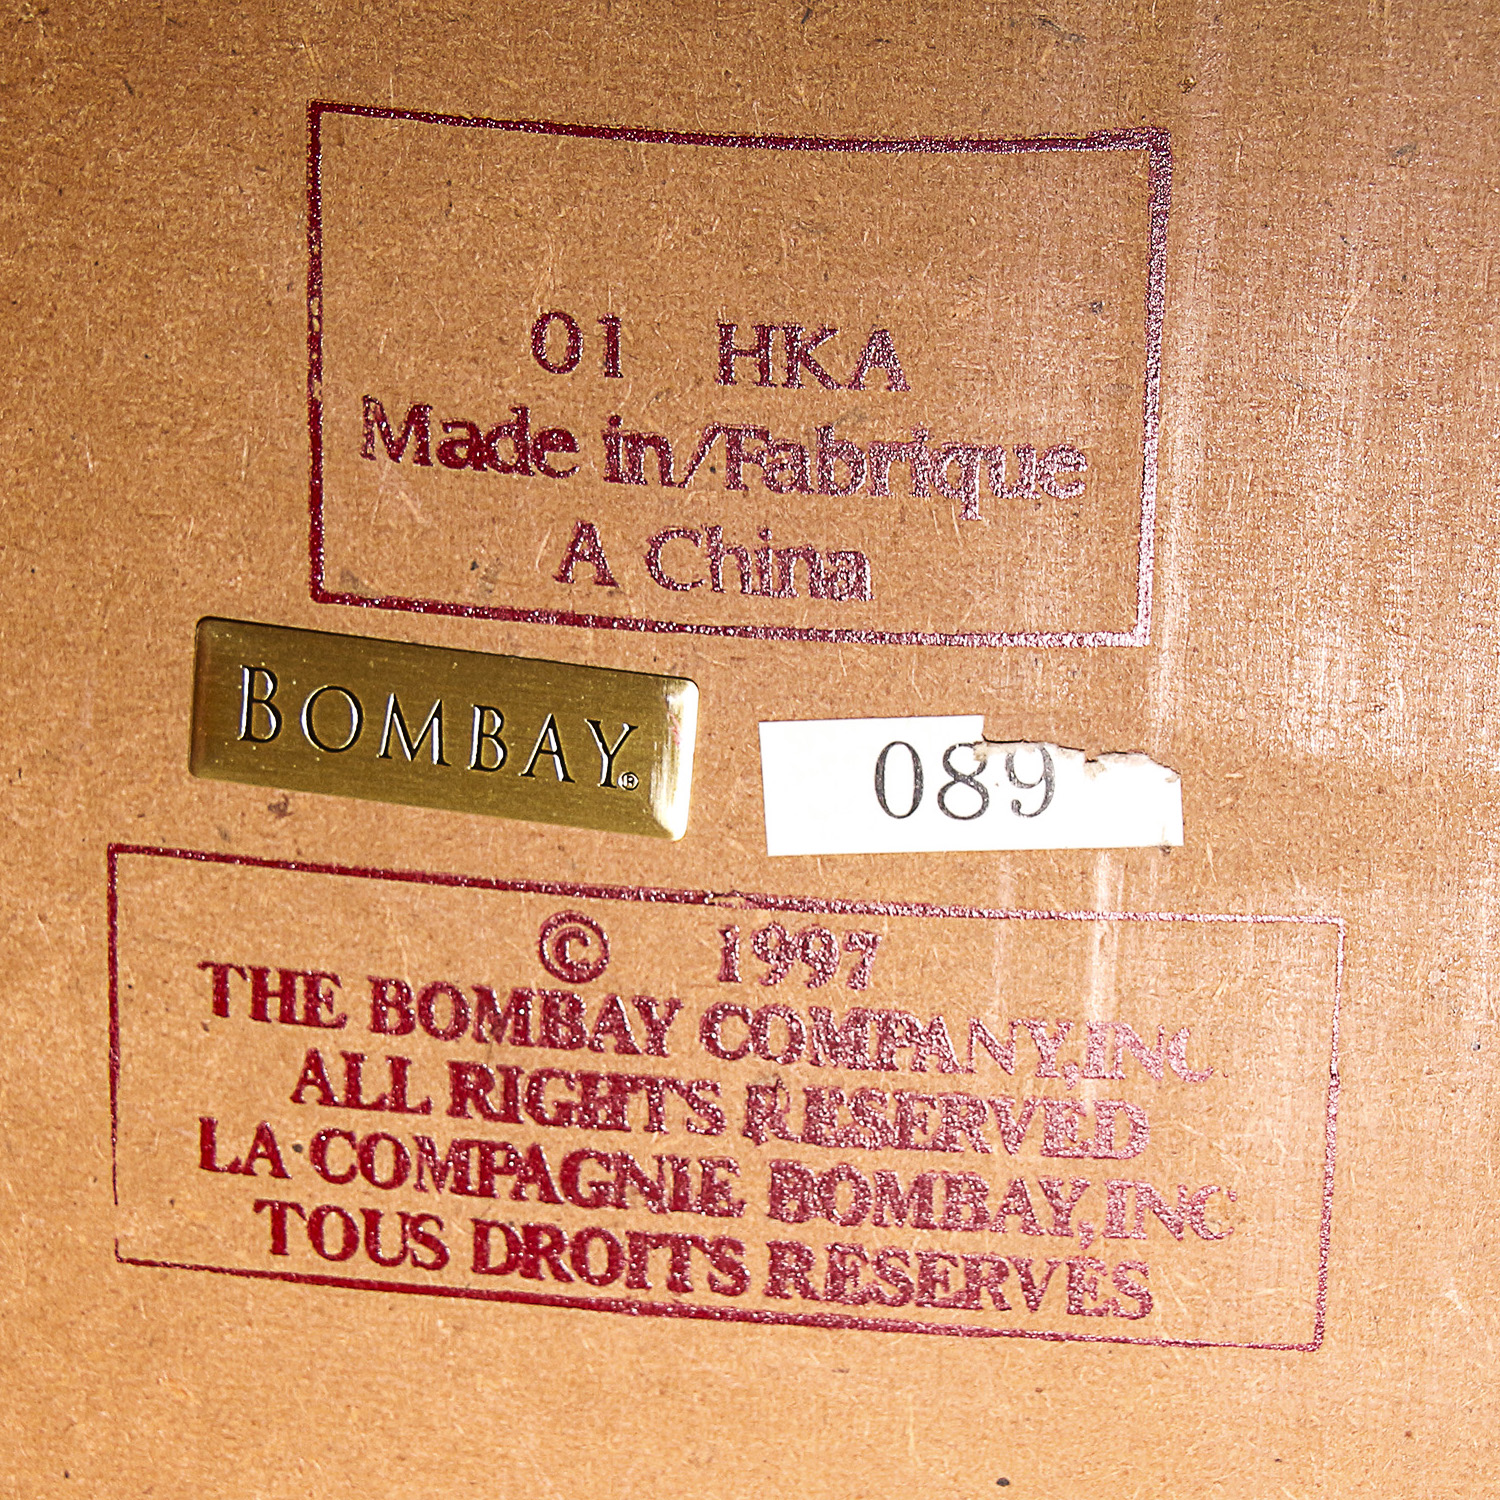 01 HKA
Made in/Fabrique
A China
BOMBAY®
089
© 1997
THE BOMBAY COMPANY,INC
ALL RIGHTS RESERVED
LA COMPAGNIE BOMBAY,INC
TOUS DROITS RESERVÉS